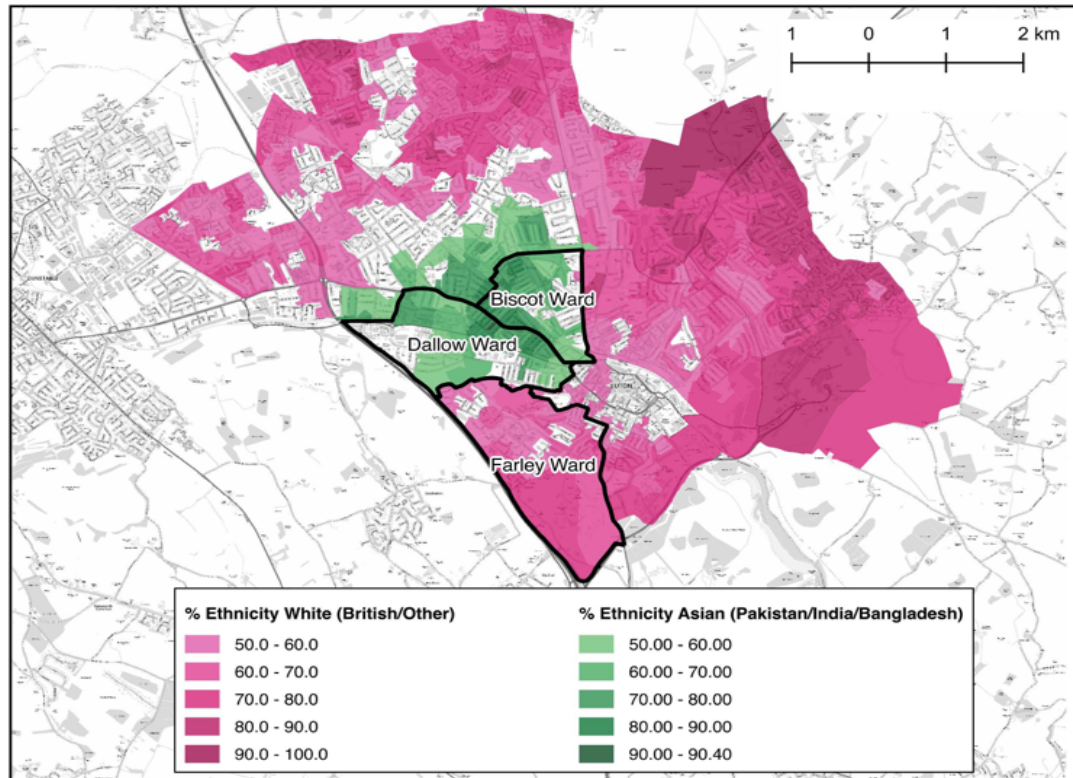 1 0 1 2 km
Biscot Ward
Dallow Ward
LUTON
Farley Ward
% Ethnicity White (British/Other)
50.0 - 60.0
60.0 - 70.0
70.0 - 80.0
80.0 - 90.0
90.0 - 100.0
% Ethnicity Asian (Pakistan/India/Bangladesh)
50.00 - 60.00
60.00 - 70.00
70.00 - 80.00
80.00 - 90.00
90.00 - 90.40